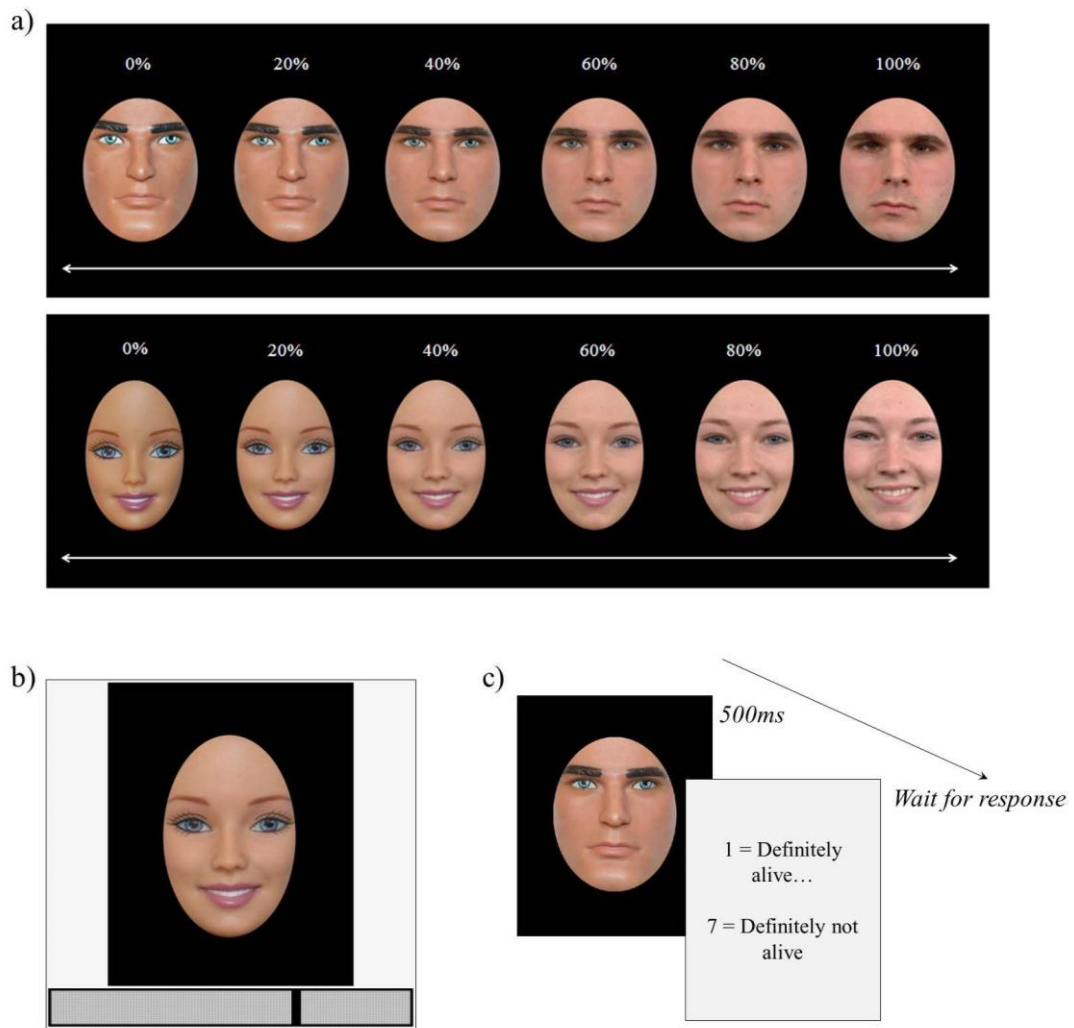 a)
0% 20% 40% 60% 80% 100%
0% 20% 40% 60% 80% 100%
b)
c)
500ms
Wait for response
1 = Definitely
alive…
7 = Definitely not
alive